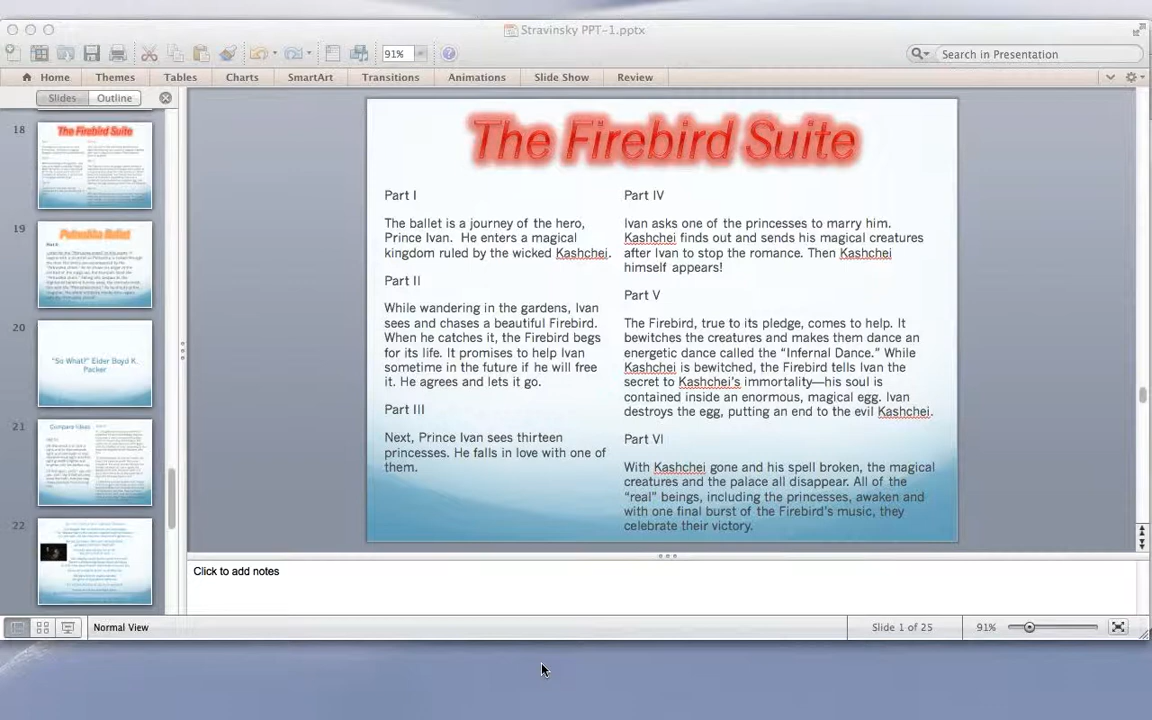 Stravinsky PPT-1.pptx
91%
Search in Presentation
Home
Themes
Tables
Charts
SmartArt
Transitions
Animations
Slide Show
Review
Slides
Outline
18
The Firebird Suite
19
Petrushka Ballet
20
"So What?" Elder Boyd K.
Packer
21
Compare Ideas
22
The Firebird Suite
Part I
The ballet is a journey of the hero,
Prince Ivan.  He enters a magical
kingdom ruled by the wicked Kashchei.
Part II
While wandering in the gardens, Ivan
sees and chases a beautiful Firebird.
When he catches it, the Firebird begs
for its life. It promises to help Ivan
sometime in the future if he will free
it. He agrees and lets it go.
Part III
Next, Prince Ivan sees thirteen
princesses. He falls in love with one of
them.
Part IV
Ivan asks one of the princesses to marry him.
Kashchei finds out and sends his magical creatures
after Ivan to stop the romance. Then Kashchei
himself appears!
Part V
The Firebird, true to its pledge, comes to help. It
bewitches the creatures and makes them dance an
energetic dance called the “Infernal Dance.” While
Kashchei is bewitched, the Firebird tells Ivan the
secret to Kashchei’s immortality—his soul is
contained inside an enormous, magical egg. Ivan
destroys the egg, putting an end to the evil Kashchei.
Part VI
With Kashchei gone and his spell broken, the magical
creatures and the palace all disappear. All of the
“real” beings, including the princesses, awaken and
with one final burst of the Firebird’s music, they
celebrate their victory.
Click to add notes
Normal View
Slide 1 of 25
91%